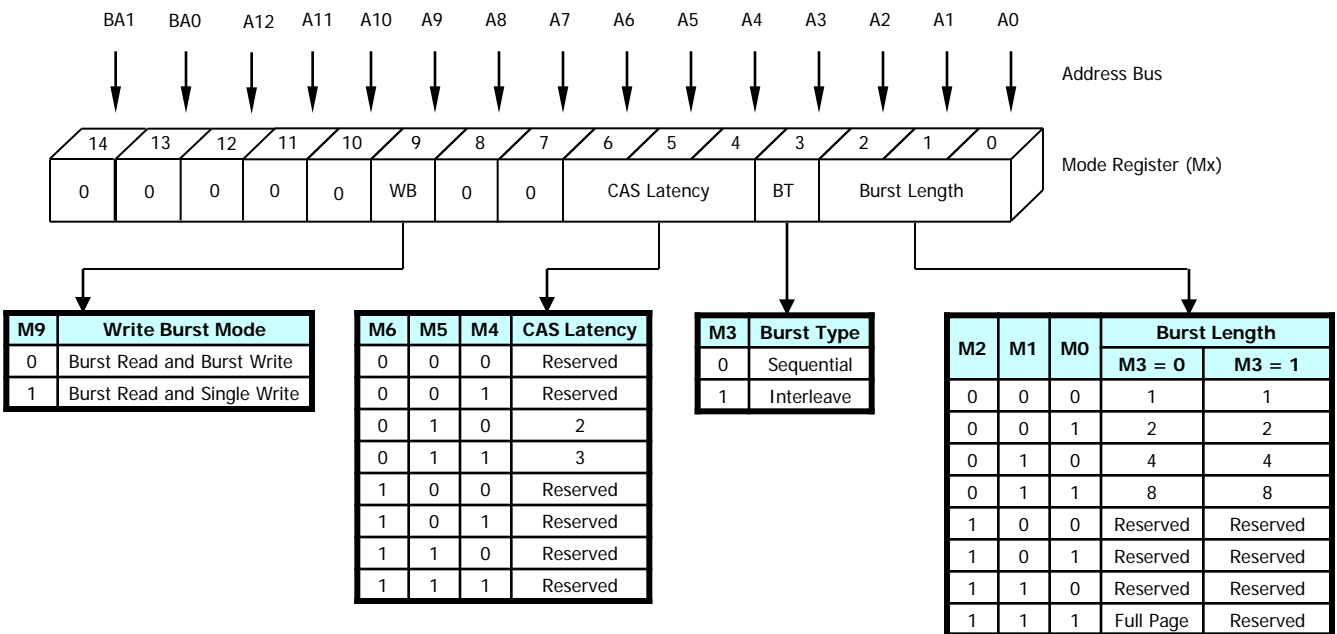 BA1 BA0 A12 A11 A10 A9 A8 A7 A6 A5 A4 A3 A2 A1 A0
Address Bus
14 13 12 11 10 9 8 7 6 5 4 3 2 1 0
Mode Register (Mx)
0 0 0 0 0 WB 0 0 CAS Latency BT Burst Length
M9 Write Burst Mode
0 Burst Read and Burst Write
1 Burst Read and Single Write
M6 M5 M4 CAS Latency
0 0 0 Reserved
0 0 1 Reserved
0 1 0 2
0 1 1 3
1 0 0 Reserved
1 0 1 Reserved
1 1 0 Reserved
1 1 1 Reserved
M3 Burst Type
0 Sequential
1 Interleave
M2 M1 M0 Burst Length
M3 = 0 M3 = 1
0 0 0 1 1
0 0 1 2 2
0 1 0 4 4
0 1 1 8 8
1 0 0 Reserved Reserved
1 0 1 Reserved Reserved
1 1 0 Reserved Reserved
1 1 1 Full Page Reserved